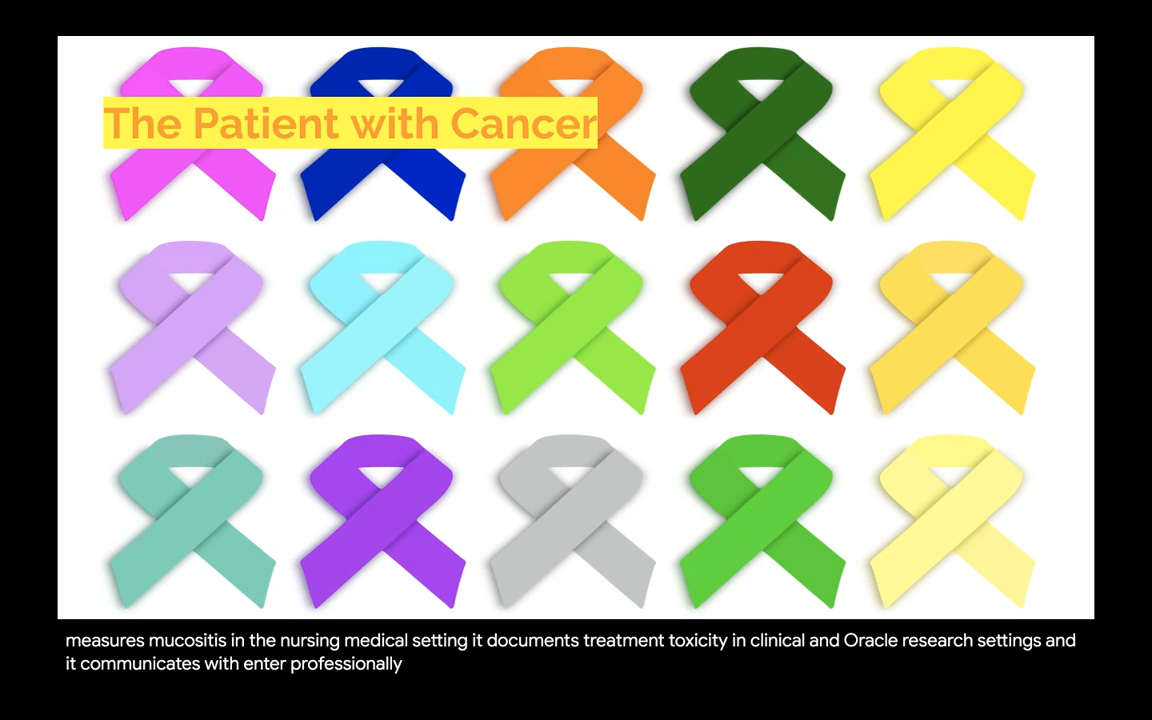 The Patient with Cancer
measures mucositis in the nursing medical setting it documents treatment toxicity in clinical and Oracle research settings and
it communicates with enter professionally